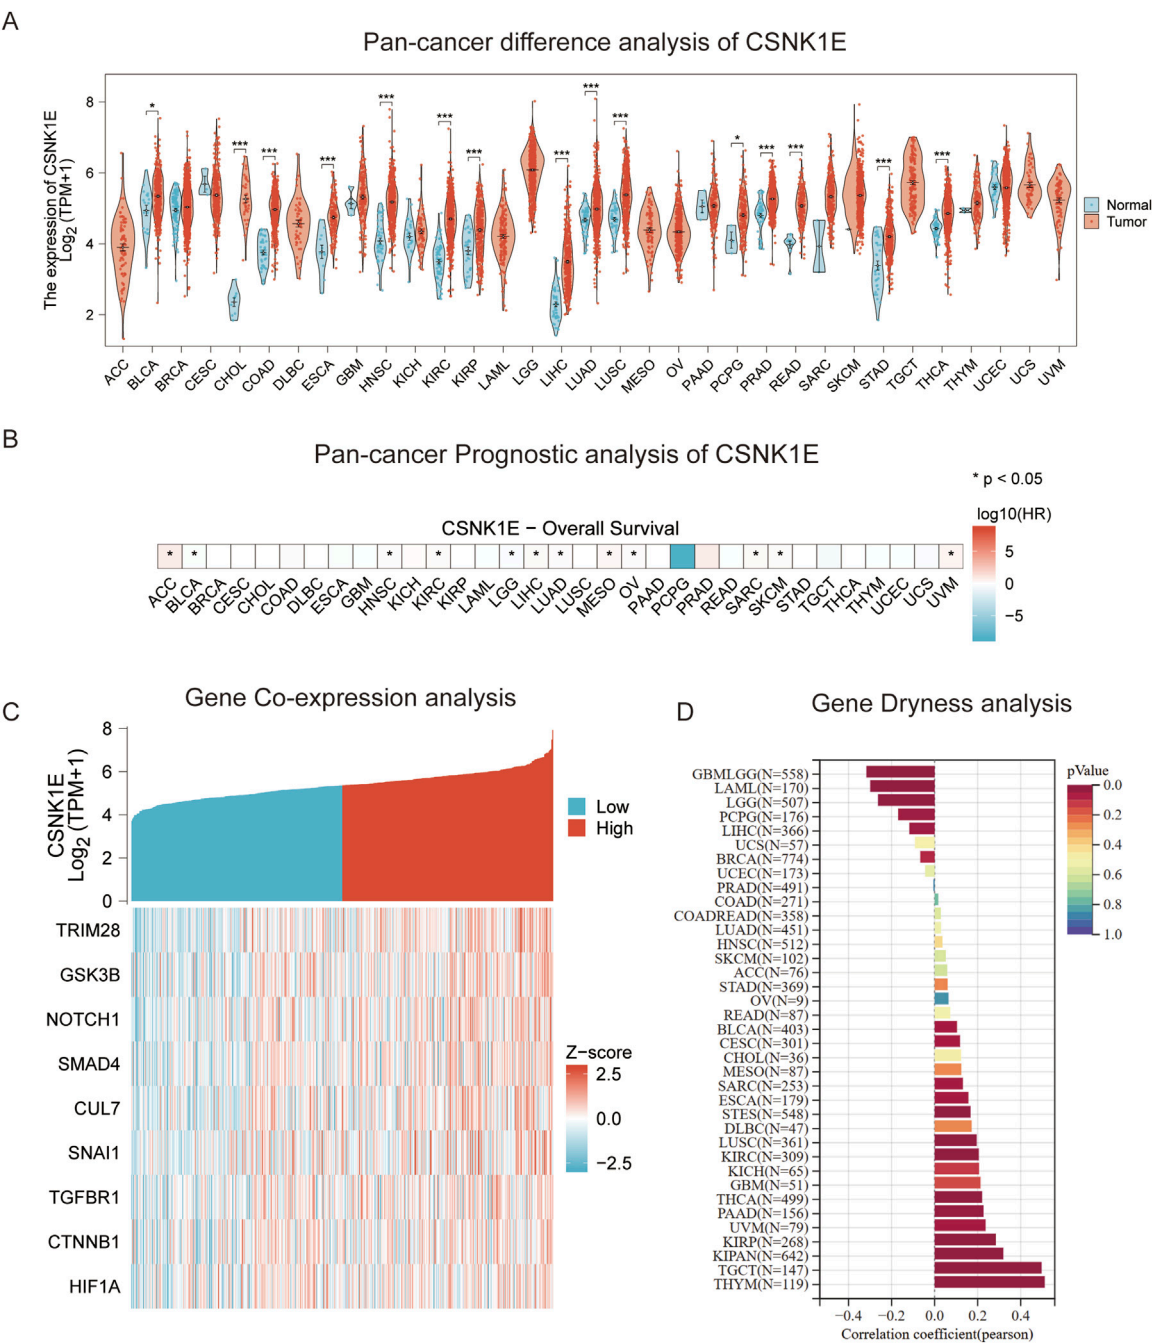 A
Pan-cancer difference analysis of CSNK1E
The expression of CSNK1E
Log2 (TPM+1)
8
6
4
2
* *** *** *** *** *** *** *** *** *** * *** *** *** ***
Normal
Tumor
ACC BLCA BRCA CESC CHOL COAD DLBC ESCA GBM HNSC KICH KIRC KIRP LAML LGG LIHC LUAD LUSC MESO OV PAAD PCPG PRAD READ SARC SKCM STAD TGCT THCA THYM UCEC UCS UVM
B
Pan-cancer Prognostic analysis of CSNK1E
* p < 0.05
CSNK1E − Overall Survival
log10(HR)
5
0
−5
* * * * * * * * * * * *
ACC BLCA BRCA CESC CHOL COAD DLBC ESCA GBM HNSC KICH KIRC KIRP LAML LGG LIHC LUAD LUSC MESO OV PAAD PCPG PRAD READ SARC SKCM STAD TGCT THCA THYM UCEC UCS UVM
C
Gene Co-expression analysis
CSNK1E
Log2 (TPM+1)
8
6
4
2
0
Low
High
TRIM28
GSK3B
NOTCH1
SMAD4
CUL7
SNAI1
TGFBR1
CTNNB1
HIF1A
Z−score
2.5
0.0
−2.5
D
Gene Dryness analysis
GBMLGG(N=558)
LAML(N=170)
LGG(N=507)
PCPG(N=176)
LIHC(N=366)
UCS(N=57)
BRCA(N=774)
UCEC(N=173)
PRAD(N=491)
COAD(N=271)
COADREAD(N=358)
LUAD(N=451)
HNSC(N=512)
SKCM(N=102)
ACC(N=76)
STAD(N=369)
OV(N=9)
READ(N=87)
BLCA(N=403)
CESC(N=301)
CHOL(N=36)
MESO(N=87)
SARC(N=253)
ESCA(N=179)
STES(N=548)
DLBC(N=47)
LUSC(N=361)
KIRC(N=309)
KICH(N=65)
GBM(N=51)
THCA(N=499)
PAAD(N=156)
UVM(N=79)
KIRP(N=268)
KIPAN(N=642)
TGCT(N=147)
THYM(N=119)
−0.4 −0.2 0.0 0.2 0.4
Correlation coefficient(pearson)
pValue
0.0
0.2
0.4
0.6
0.8
1.0